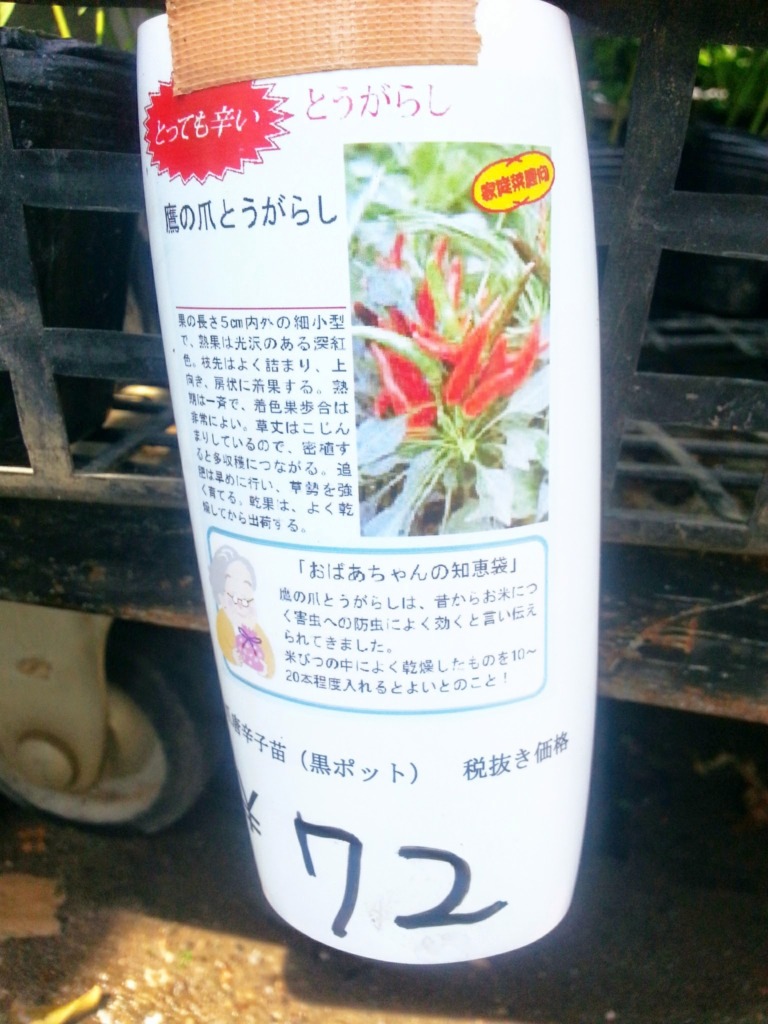 とっても辛い
とうがらし
家庭菜園向
鷹の爪とうがらし
果の長さ5cm内外の細小型
で、熟果は光沢のある深紅
色。枝先はよく詰まり、上
向き、房状に着果する。熟
期は一斉で、着色果歩合は
非常によい。草丈はこじん
まりしているので、密植す
ると多収穫につながる。追
肥は早めに行い、草勢を強
く育てる。乾果は、よく乾
燥してから出荷する。
「おばあちゃんの知恵袋」
鷹の爪とうがらしは、昔からお米につ
く害虫への防虫によく効くと言い伝え
られてきました。
米びつの中によく乾燥したものを10〜
20本程度入れるとよいとのこと!
唐辛子苗(黒ポット) 税抜き価格
¥72